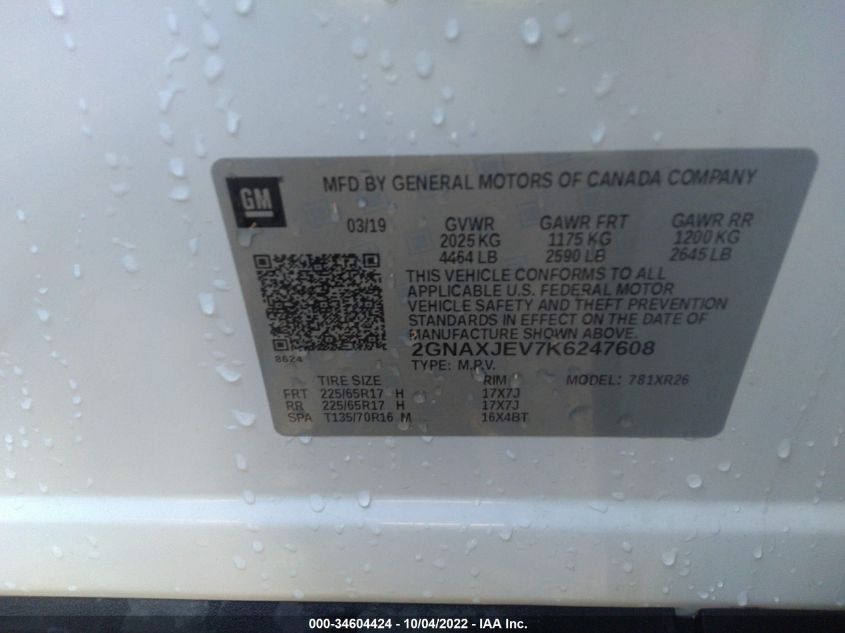 GM
MFD BY GENERAL MOTORS OF CANADA COMPANY
03/19 GVWR GAWR FRT GAWR RR
2025 KG 1175 KG 1200 KG
4464 LB 2590 LB 2645 LB
THIS VEHICLE CONFORMS TO ALL
APPLICABLE U.S. FEDERAL MOTOR
VEHICLE SAFETY AND THEFT PREVENTION
STANDARDS IN EFFECT ON THE DATE OF
MANUFACTURE SHOWN ABOVE.
8624
2GNAXJEV7K6247608
TYPE: M.P.V. MODEL: 781XR26
TIRE SIZE RIM
FRT 225/65R17 H 17X7J
RR 225/65R17 H 17X7J
SPA T135/70R16 M 16X4BT
000-34604424 - 10/04/2022 - IAA Inc.